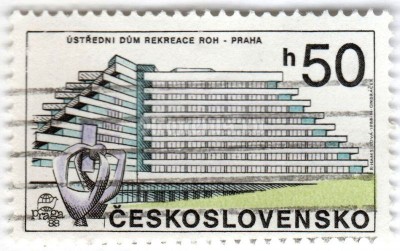 ÚSTŘEDNÍ DŮM REKREACE ROH - PRAHA
h50
praga
88
ČESKOSLOVENSKO